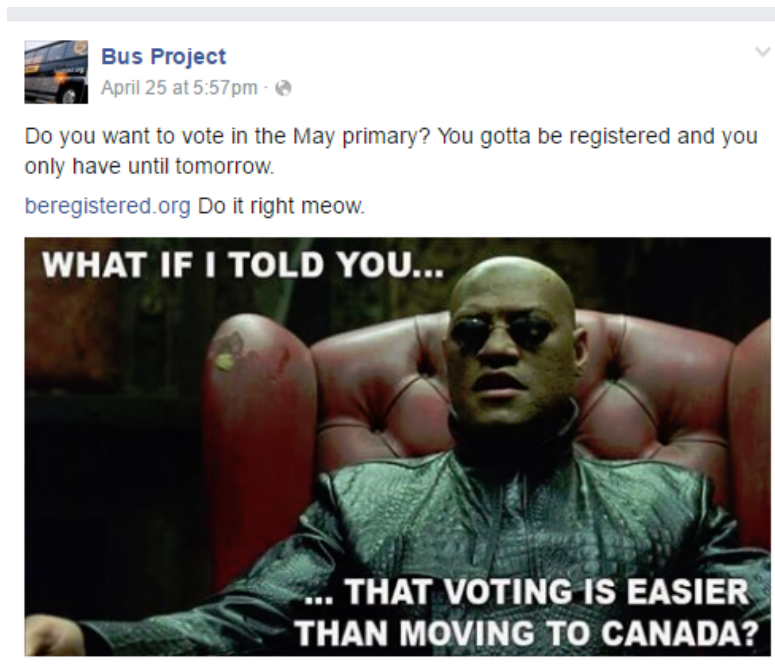 Bus Project
April 25 at 5:57pm ·
Do you want to vote in the May primary? You gotta be registered and you
only have until tomorrow.
beregistered.org Do it right meow.
WHAT IF I TOLD YOU...
... THAT VOTING IS EASIER
THAN MOVING TO CANADA?